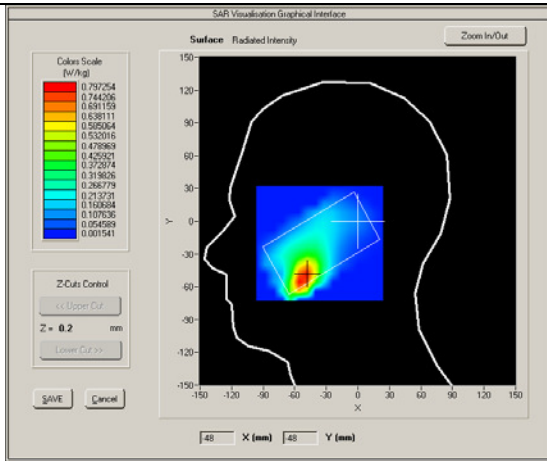 SAR Visualisation Graphical Interface
Surface Radiated Intensity
Zoom In/Out
Colors Scale
(W/kg)
0.797254
0.744206
0.691159
0.638111
0.585064
0.532016
0.478969
0.425921
0.372874
0.319826
0.266779
0.213731
0.160684
0.107636
0.054589
0.001541
Z-Cuts Control
<< Upper Cut
Z = 0.2 mm
Lower Cut >>
SAVE Cancel
150
120
90
60
30
0
-30
-60
-90
-120
-150
Y
-150 -120 -90 -60 -30 0 30 60 90 120 150
X
-48 X (mm) -48 Y (mm)